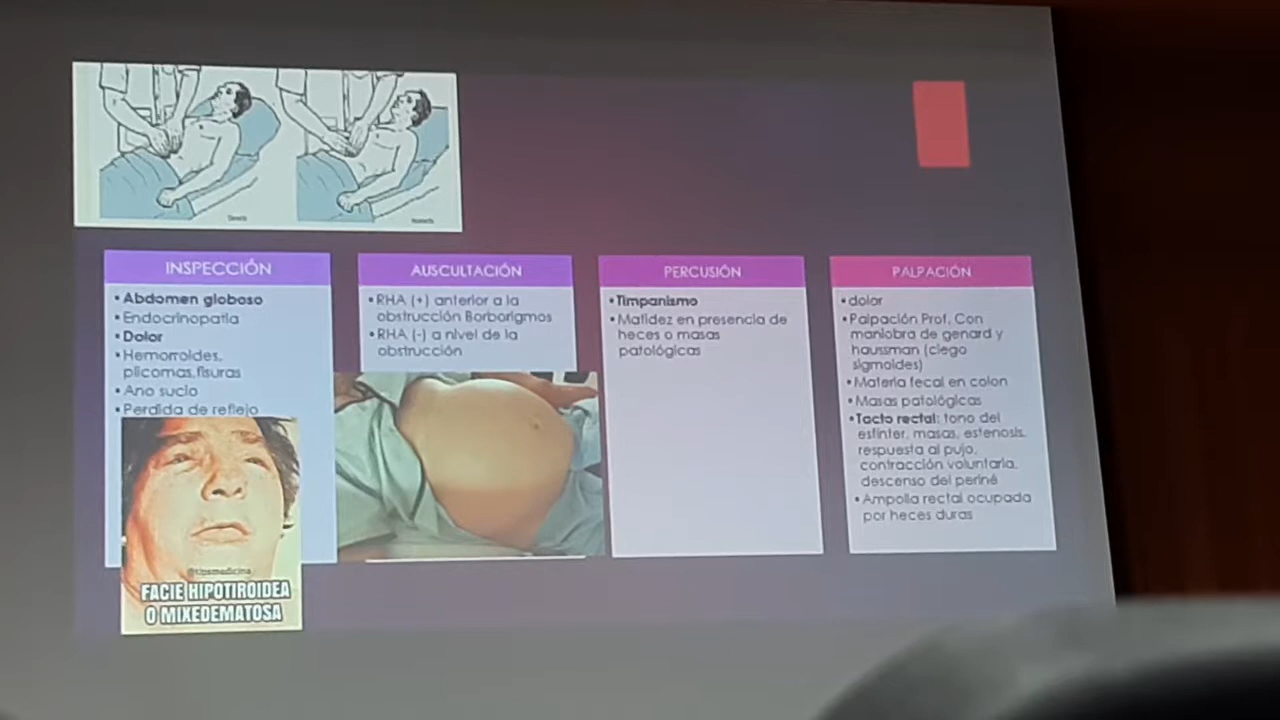 INSPECCIÓN
• Abdomen globoso
• Endocrinopatía
• Dolor
• Hemorroides,
plicomas,fisuras
• Ano sucio
• Perdida de reflejo
@tipsmedicina
FACIE HIPOTIROIDEA
O MIXEDEMATOSA
AUSCULTACIÓN
• RHA (+) anterior a la
obstrucción Borborigmos
• RHA (-) a nivel de la
obstrucción
PERCUSIÓN
• Timpanismo
• Matidez en presencia de
heces o masas
patológicas
PALPACIÓN
• dolor
• Palpación Prof. Con
maniobra de genard y
haussman (ciego
sigmoides)
• Materia fecal en colon
• Masas patológicas
• Tacto rectal: tono del
esfínter, masas, estenosis,
respuesta al pujo,
contracción voluntaria,
descenso del periné
• Ampolla rectal ocupada
por heces duras